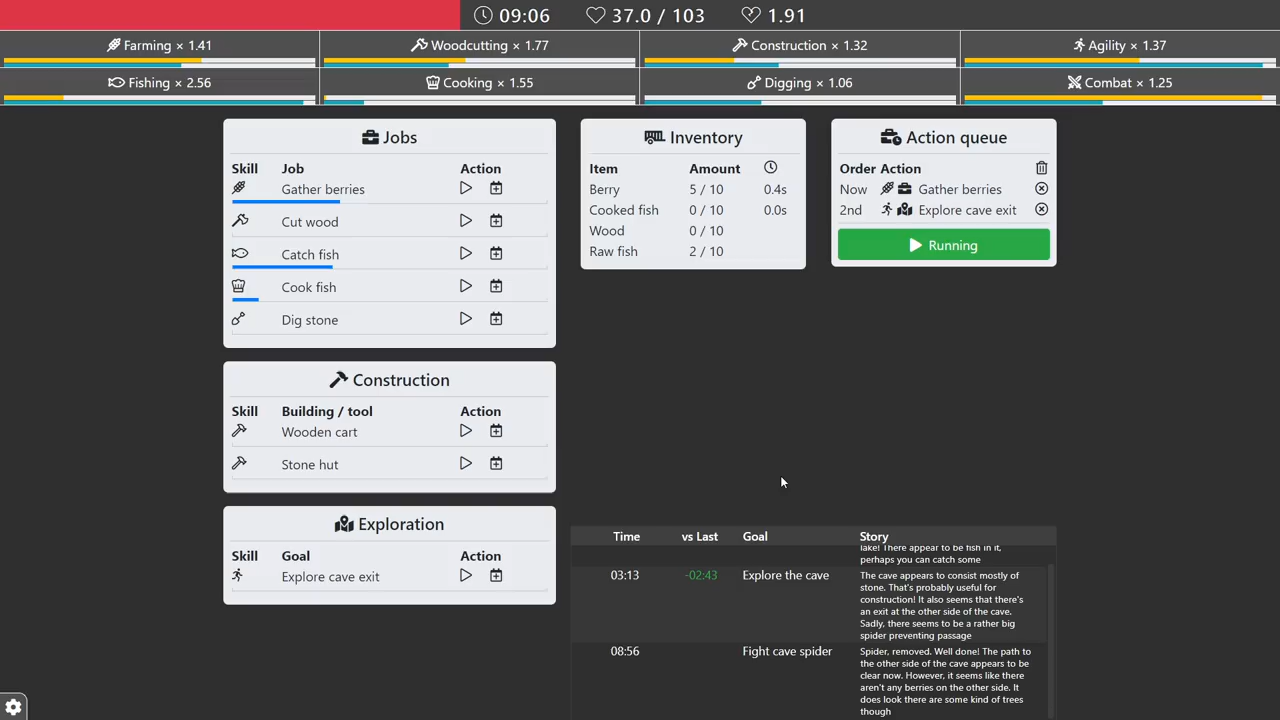 09:06 37.0 / 103 1.91
Farming × 1.41 Woodcutting × 1.77 Construction × 1.32 Agility × 1.37
Fishing × 2.56 Cooking × 1.55 Digging × 1.06 Combat × 1.25
Jobs
Skill Job Action
Gather berries
Cut wood
Catch fish
Cook fish
Dig stone
Construction
Skill Building / tool Action
Wooden cart
Stone hut
Exploration
Skill Goal Action
Explore cave exit
Inventory
Item Amount
Berry 5 / 10 0.4s
Cooked fish 0 / 10 0.0s
Wood 0 / 10
Raw fish 2 / 10
Action queue
Order Action
Now Gather berries
2nd Explore cave exit
Running
Time vs Last Goal Story
lake! There appear to be fish in it,
perhaps you can catch some
03:13 -02:43 Explore the cave The cave appears to consist mostly of
stone. That's probably useful for
construction! It also seems that there's
an exit at the other side of the cave.
Sadly, there seems to be a rather big
spider preventing passage
08:56 Fight cave spider Spider, removed. Well done! The path to
the other side of the cave appears to be
clear now. However, it seems like there
aren't any berries on the other side. It
does look there are some kind of trees
though